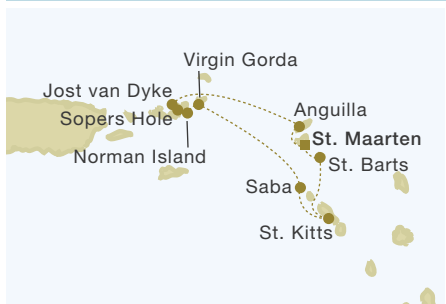 Virgin Gorda
Jost van Dyke
Anguilla
Sopers Hole
St. Maarten
Norman Island
St. Barts
Saba
St. Kitts